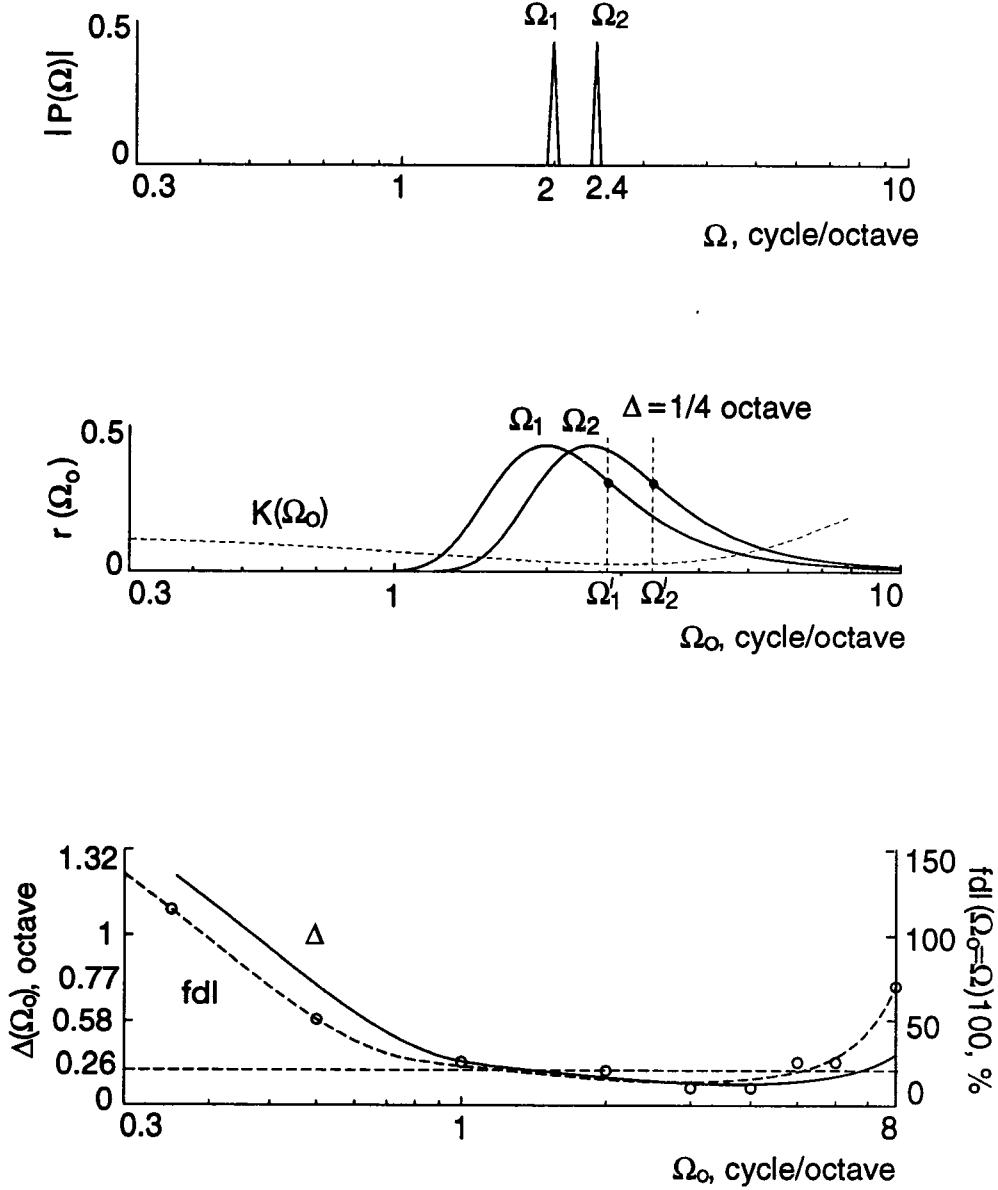 Ω1 Ω2
0.5
|P(Ω)|
0
0.3 1 2 2.4 10
Ω, cycle/octave
Δ = 1/4 octave
Ω1 Ω2
0.5
r (Ωo)
K(Ωo)
0
0.3 1 Ω'1 Ω'2 10
Ωo, cycle/octave
1.32 150
Δ(Ωo), octave
1 Δ 100
0.77
fdl
0.58 50
0.26
0 0
fdl (Ωo=Ω)100, %
0.3 1 8
Ωo, cycle/octave